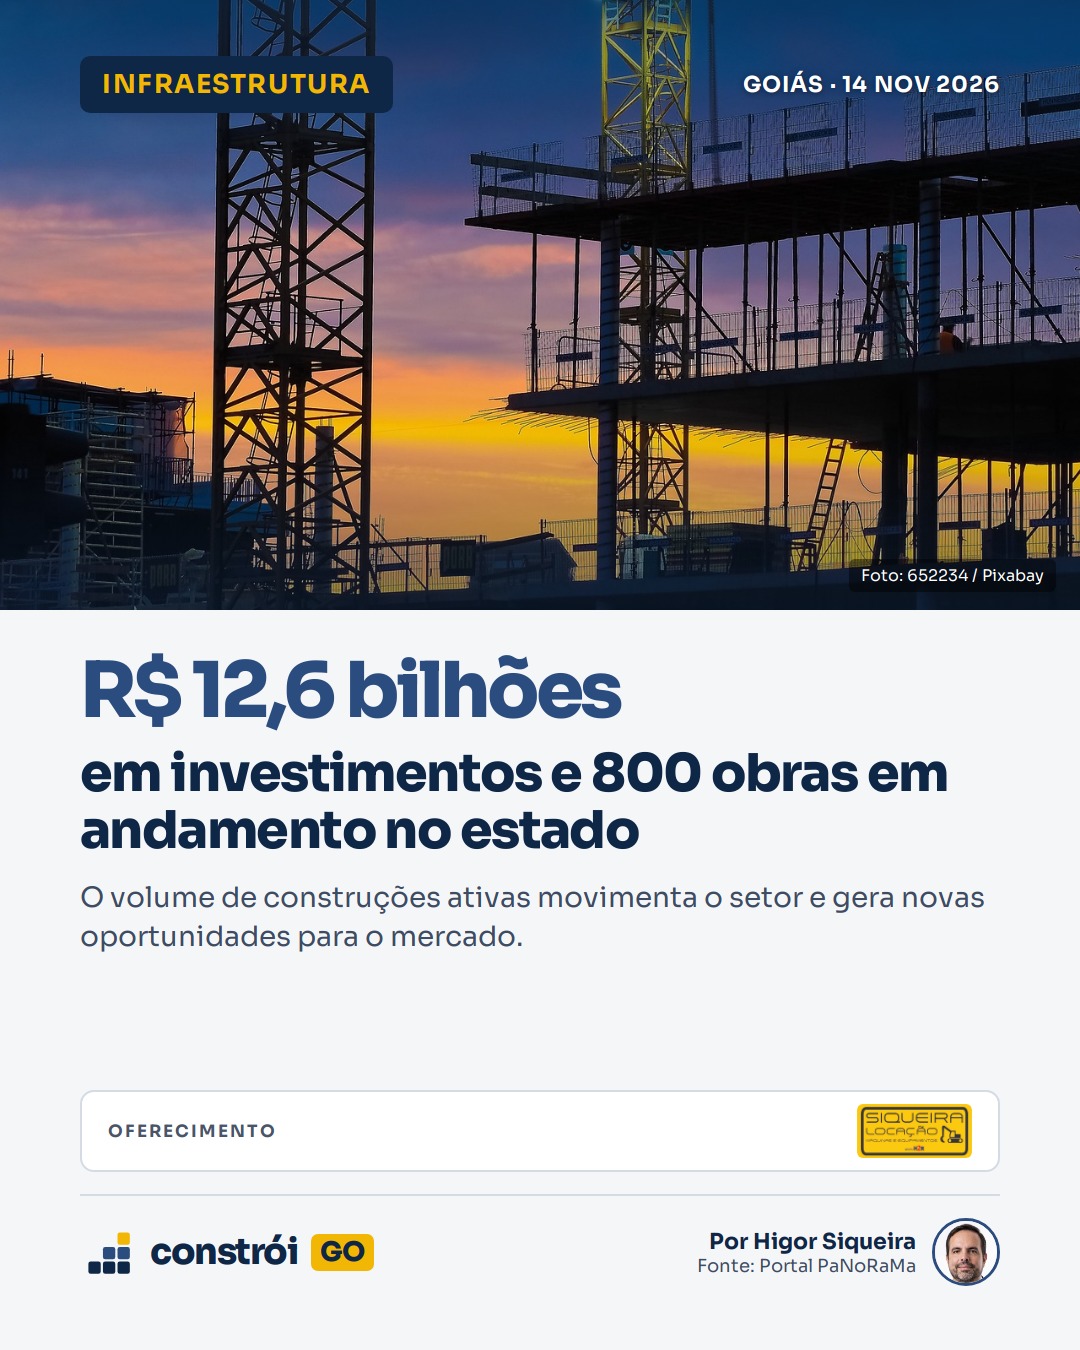 INFRAESTRUTURA
GOIÁS · 14 NOV 2026
Foto: 652234 / Pixabay
R$ 12,6 bilhões
em investimentos e 800 obras em
andamento no estado
O volume de construções ativas movimenta o setor e gera novas
oportunidades para o mercado.
OFERECIMENTO
SIQUEIRA
LOCAÇÃO
MÁQUINAS E EQUIPAMENTOS
constrói GO
Por Higor Siqueira
Fonte: Portal PaNoRaMa